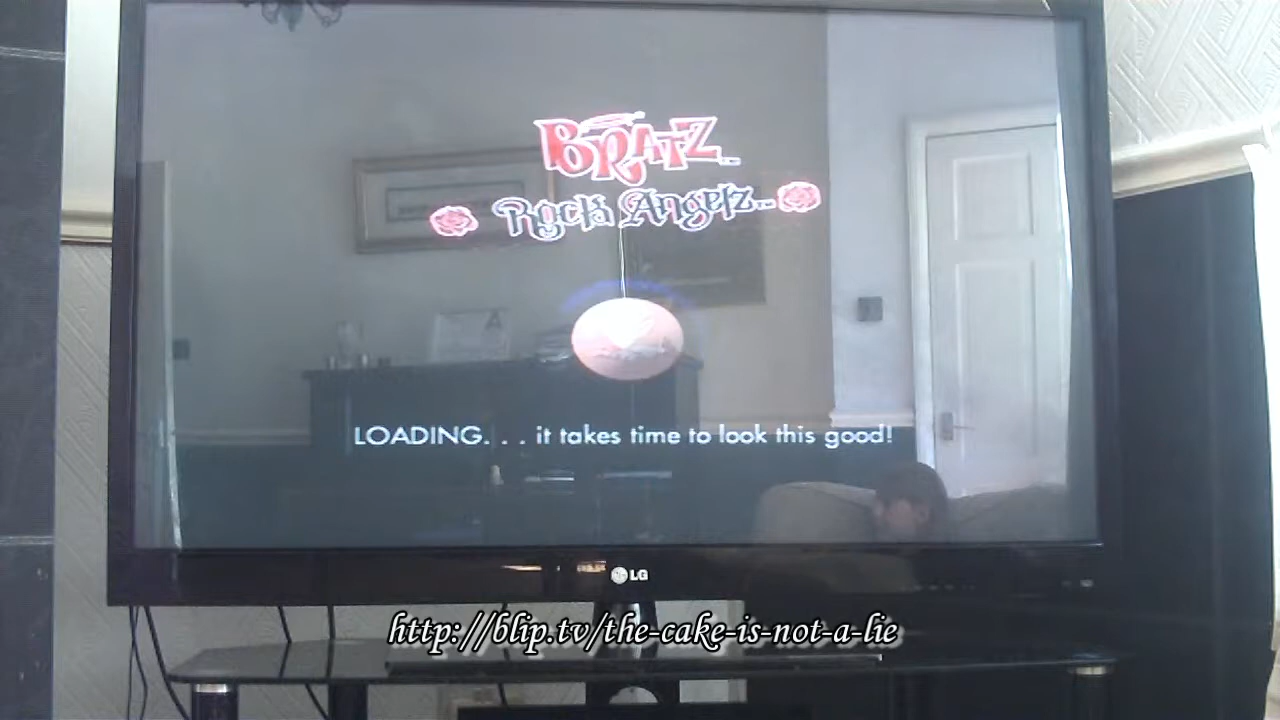 BRATZ
Rock Angelz
LOADING. . . it takes time to look this good!
LG
http://blip.tv/the-cake-is-not-a-lie